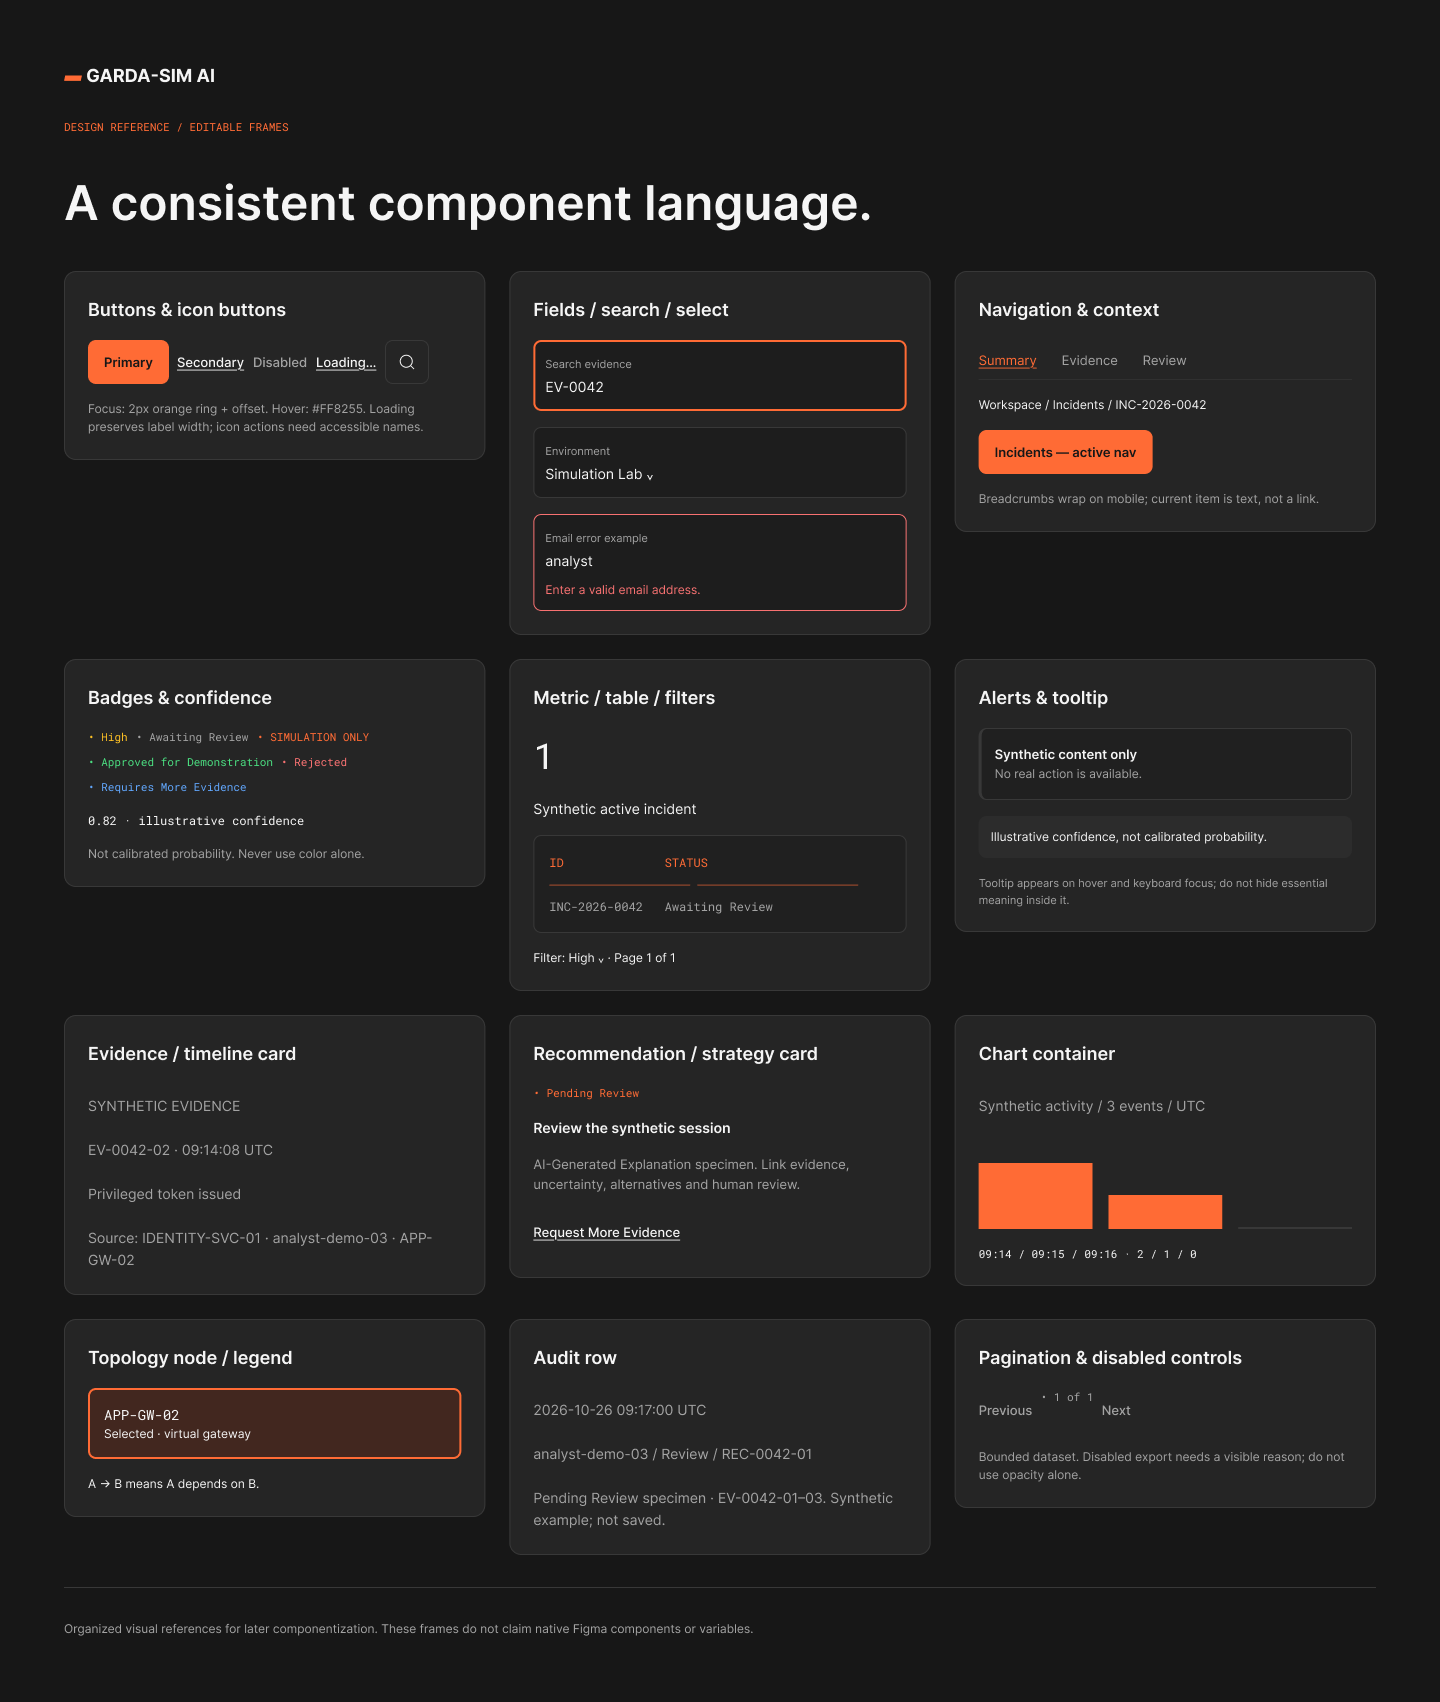 GARDA-SIM AI
DESIGN REFERENCE / EDITABLE FRAMES
A consistent component language.
Buttons & icon buttons
Primary Secondary Disabled Loading...
Focus: 2px orange ring + offset. Hover: #FF8255. Loading
preserves label width; icon actions need accessible names.
Fields / search / select
Search evidence
EV-0042
Environment
Simulation Lab ⌄
Email error example
analyst
Enter a valid email address.
Navigation & context
Summary Evidence Review
Workspace / Incidents / INC-2026-0042
Incidents — active nav
Breadcrumbs wrap on mobile; current item is text, not a link.
Badges & confidence
• High • Awaiting Review • SIMULATION ONLY
• Approved for Demonstration • Rejected
• Requires More Evidence
0.82 · illustrative confidence
Not calibrated probability. Never use color alone.
Metric / table / filters
1
Synthetic active incident
ID STATUS
INC-2026-0042 Awaiting Review
Filter: High ⌄ · Page 1 of 1
Alerts & tooltip
Synthetic content only
No real action is available.
Illustrative confidence, not calibrated probability.
Tooltip appears on hover and keyboard focus; do not hide essential
meaning inside it.
Evidence / timeline card
SYNTHETIC EVIDENCE
EV-0042-02 · 09:14:08 UTC
Privileged token issued
Source: IDENTITY-SVC-01 · analyst-demo-03 · APP-
GW-02
Recommendation / strategy card
• Pending Review
Review the synthetic session
AI-Generated Explanation specimen. Link evidence,
uncertainty, alternatives and human review.
Request More Evidence
Chart container
Synthetic activity / 3 events / UTC
09:14 / 09:15 / 09:16 · 2 / 1 / 0
Topology node / legend
APP-GW-02
Selected · virtual gateway
A → B means A depends on B.
Audit row
2026-10-26 09:17:00 UTC
analyst-demo-03 / Review / REC-0042-01
Pending Review specimen · EV-0042-01–03. Synthetic
example; not saved.
Pagination & disabled controls
Previous • 1 of 1 Next
Bounded dataset. Disabled export needs a visible reason; do not
use opacity alone.
Organized visual references for later componentization. These frames do not claim native Figma components or variables.